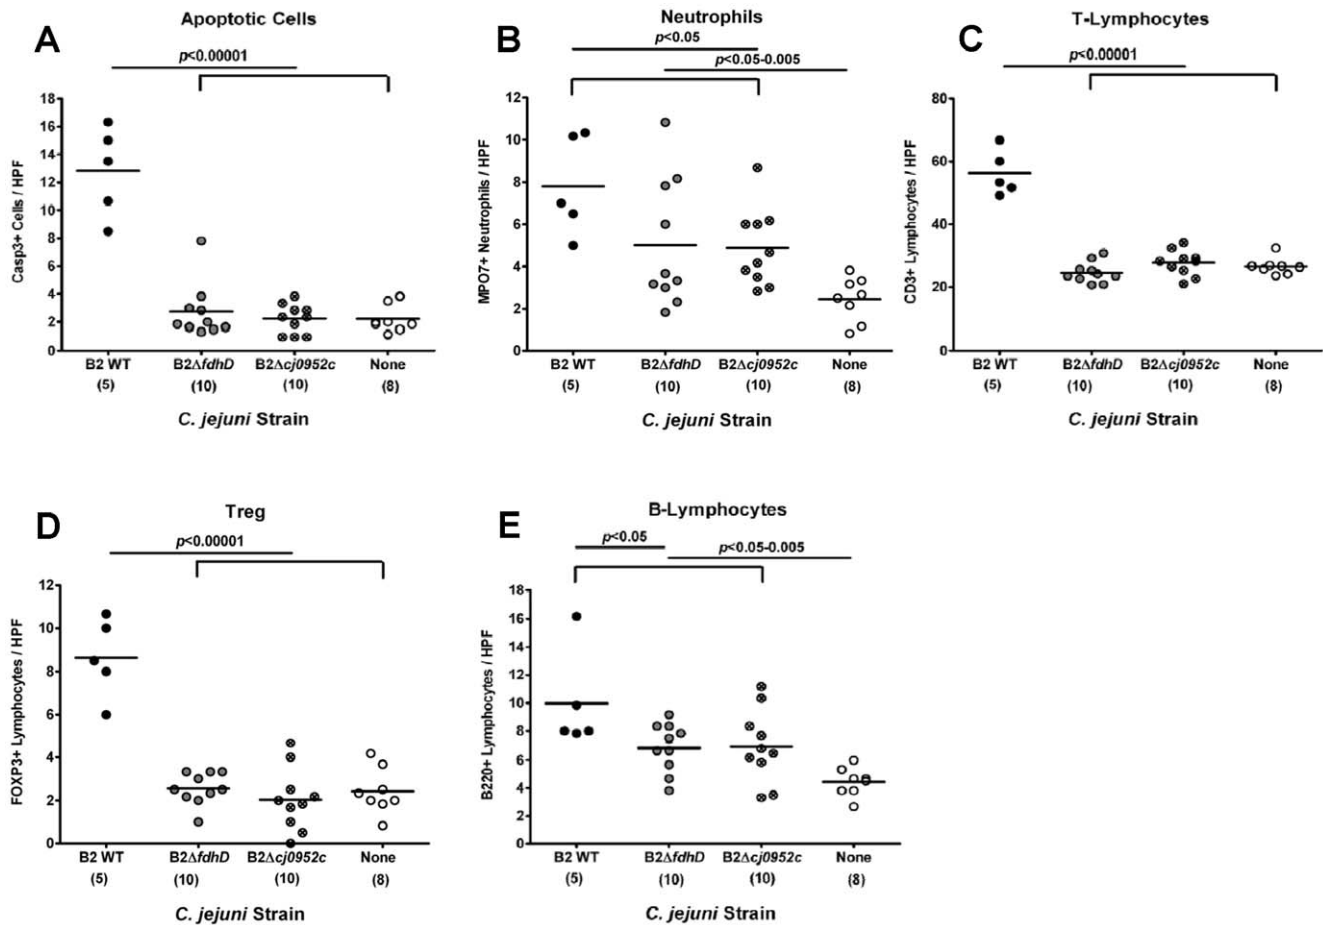 A
Apoptotic Cells
p<0.00001
Casp3+ Cells / HPF
18
16
14
12
10
8
6
4
2
0
B2 WT B2ΔfdhD B2Δcj0952c None
(5) (10) (10) (8)
C. jejuni Strain
B
Neutrophils
p<0.05
p<0.05-0.005
MPO7+ Neutrophils / HPF
12
10
8
6
4
2
0
B2 WT B2ΔfdhD B2Δcj0952c None
(5) (10) (10) (8)
C. jejuni Strain
C
T-Lymphocytes
p<0.00001
CD3+ Lymphocytes / HPF
80
60
40
20
0
B2 WT B2ΔfdhD B2Δcj0952c None
(5) (10) (10) (8)
C. jejuni Strain
D
Treg
p<0.00001
FOXP3+ Lymphocytes / HPF
12
10
8
6
4
2
0
B2 WT B2ΔfdhD B2Δcj0952c None
(5) (10) (10) (8)
C. jejuni Strain
E
B-Lymphocytes
p<0.05
p<0.05-0.005
B220+ Lymphocytes / HPF
18
16
14
12
10
8
6
4
2
0
B2 WT B2ΔfdhD B2Δcj0952c None
(5) (10) (10) (8)
C. jejuni Strain